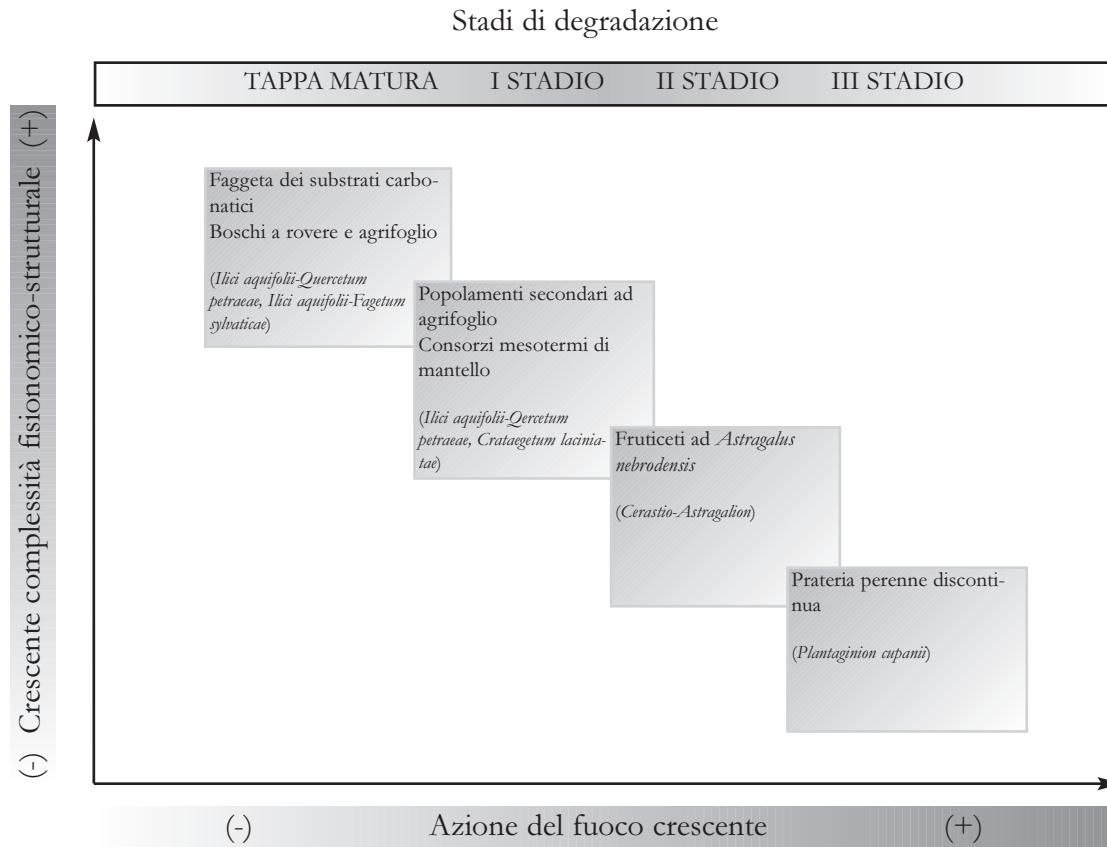 Stadi di degradazione
TAPPA MATURA I STADIO II STADIO III STADIO
(-) Crescente complessità fisionomico-strutturale (+)
Faggeta dei substrati carbo-
natici
Boschi a rovere e agrifoglio
(Ilici aquifolii-Quercetum
petraeae, Ilici aquifolii-Fagetum
sylvaticae)
Popolamenti secondari ad
agrifoglio
Consorzi mesotermi di
mantello
(Ilici aquifolii-Qercetum
petraeae, Crataegetum lacinia-
tae)
Fruticeti ad Astragalus
nebrodensis
(Cerastio-Astragalion)
Prateria perenne disconti-
nua
(Plantaginion cupanii)
(-) Azione del fuoco crescente (+)